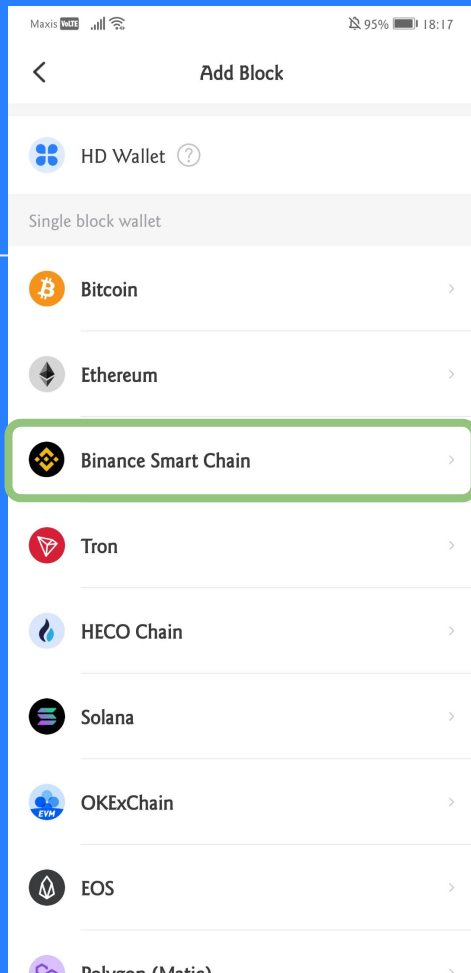 Maxis VoLTE 95% 18:17
Add Block
HD Wallet ?
Single block wallet
Bitcoin
Ethereum
Binance Smart Chain
Tron
HECO Chain
Solana
OKExChain
EVM
EOS
Polygon (Matic)